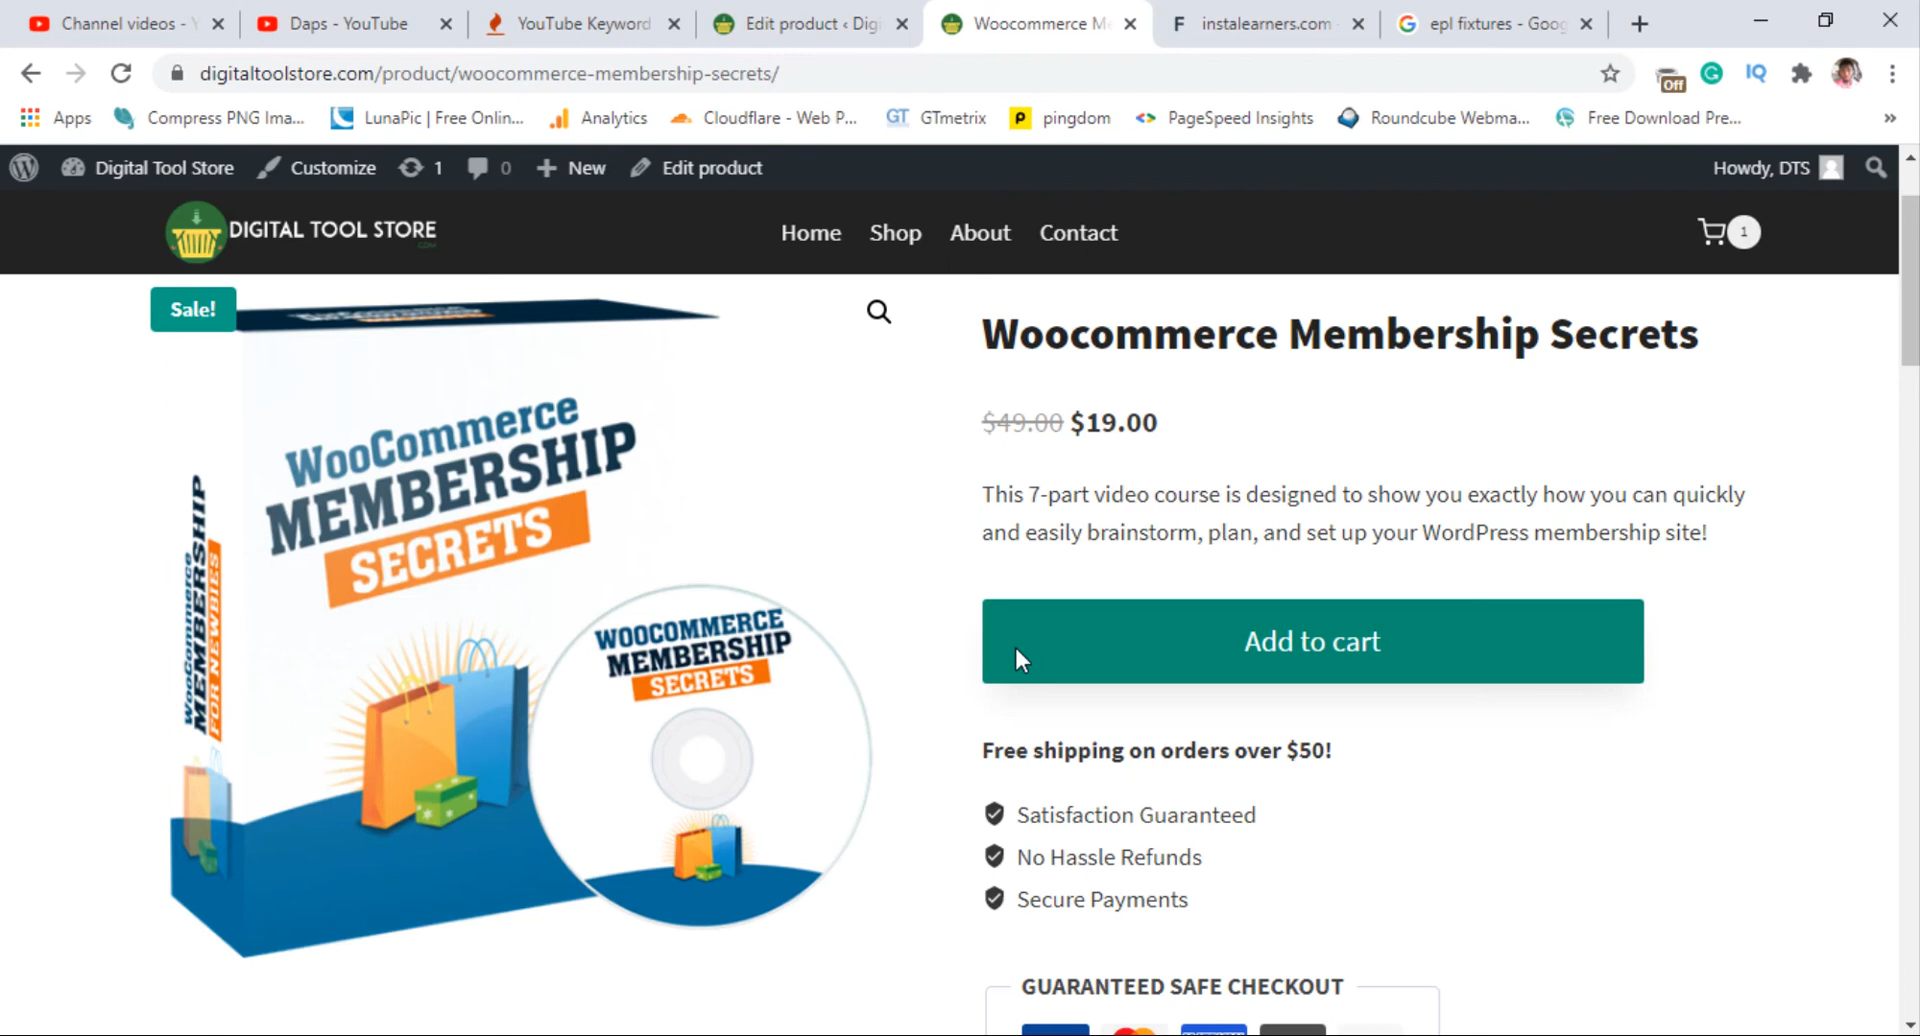 Channel videos - Y
Daps - YouTube
YouTube Keyword
Edit product ‹ Digi
Woocommerce Me
instalearners.com -
epl fixtures - Goog
digitaltoolstore.com/product/woocommerce-membership-secrets/
Off
IQ
Apps
Compress PNG Ima...
LunaPic | Free Onlin...
Analytics
Cloudflare - Web P...
GT GTmetrix
pingdom
PageSpeed Insights
Roundcube Webma...
Free Download Pre...
»
Digital Tool Store
Customize
1
0
New
Edit product
Howdy, DTS
DIGITAL TOOL STORE
.COM
Home
Shop
About
Contact
1
Sale!
WooCommerce
MEMBERSHIP
SECRETS
WooCommerce
MEMBERSHIP
FOR NEWBIES
WOOCOMMERCE
MEMBERSHIP
SECRETS
Woocommerce Membership Secrets
$49.00 $19.00
This 7-part video course is designed to show you exactly how you can quickly
and easily brainstorm, plan, and set up your WordPress membership site!
Add to cart
Free shipping on orders over $50!
Satisfaction Guaranteed
No Hassle Refunds
Secure Payments
GUARANTEED SAFE CHECKOUT